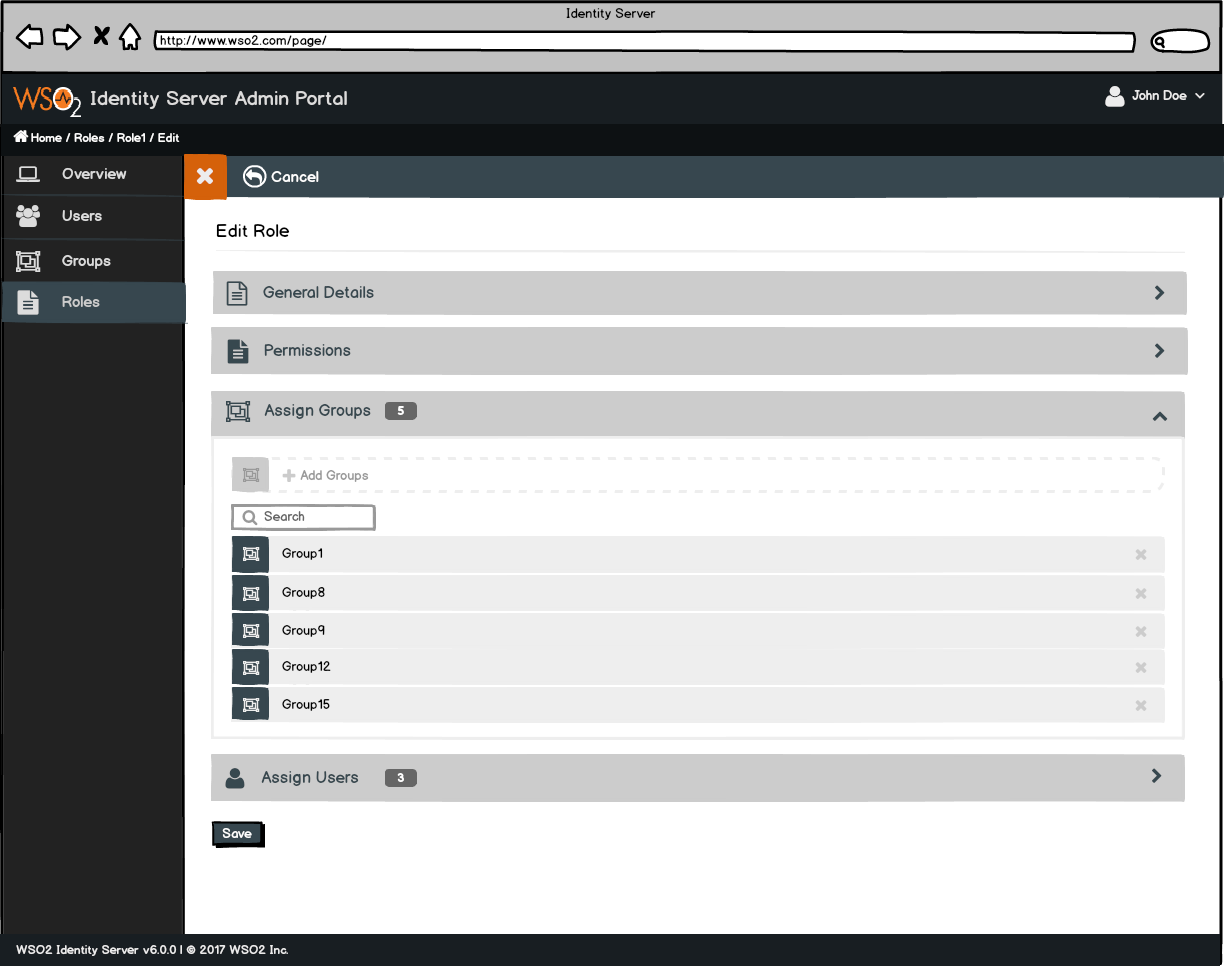 Identity Server
http://www.wso2.com/page/
WSO2 Identity Server Admin Portal
John Doe
Home / Roles / Role1 / Edit
Overview
Cancel
Users
Groups
Roles
Edit Role
General Details
Permissions
Assign Groups 5
Add Groups
Search
Group1
Group8
Group9
Group12
Group15
Assign Users 3
Save
WSO2 Identity Server v6.0.0 | © 2017 WSO2 Inc.